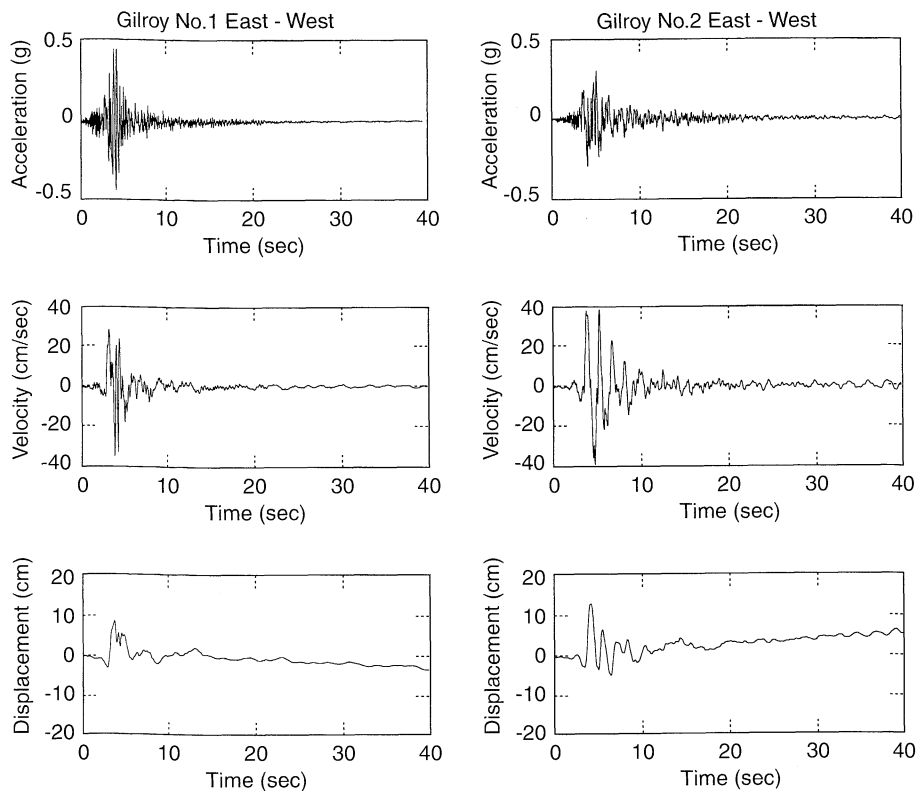 Gilroy No.1 East - West
Acceleration (g)
0.5
0
-0.5
0 10 20 30 40
Time (sec)
Gilroy No.2 East - West
Acceleration (g)
0.5
0
-0.5
0 10 20 30 40
Time (sec)
Velocity (cm/sec)
40
20
0
-20
-40
0 10 20 30 40
Time (sec)
Velocity (cm/sec)
40
20
0
-20
-40
0 10 20 30 40
Time (sec)
Displacement (cm)
20
10
0
-10
-20
0 10 20 30 40
Time (sec)
Displacement (cm)
20
10
0
-10
-20
0 10 20 30 40
Time (sec)